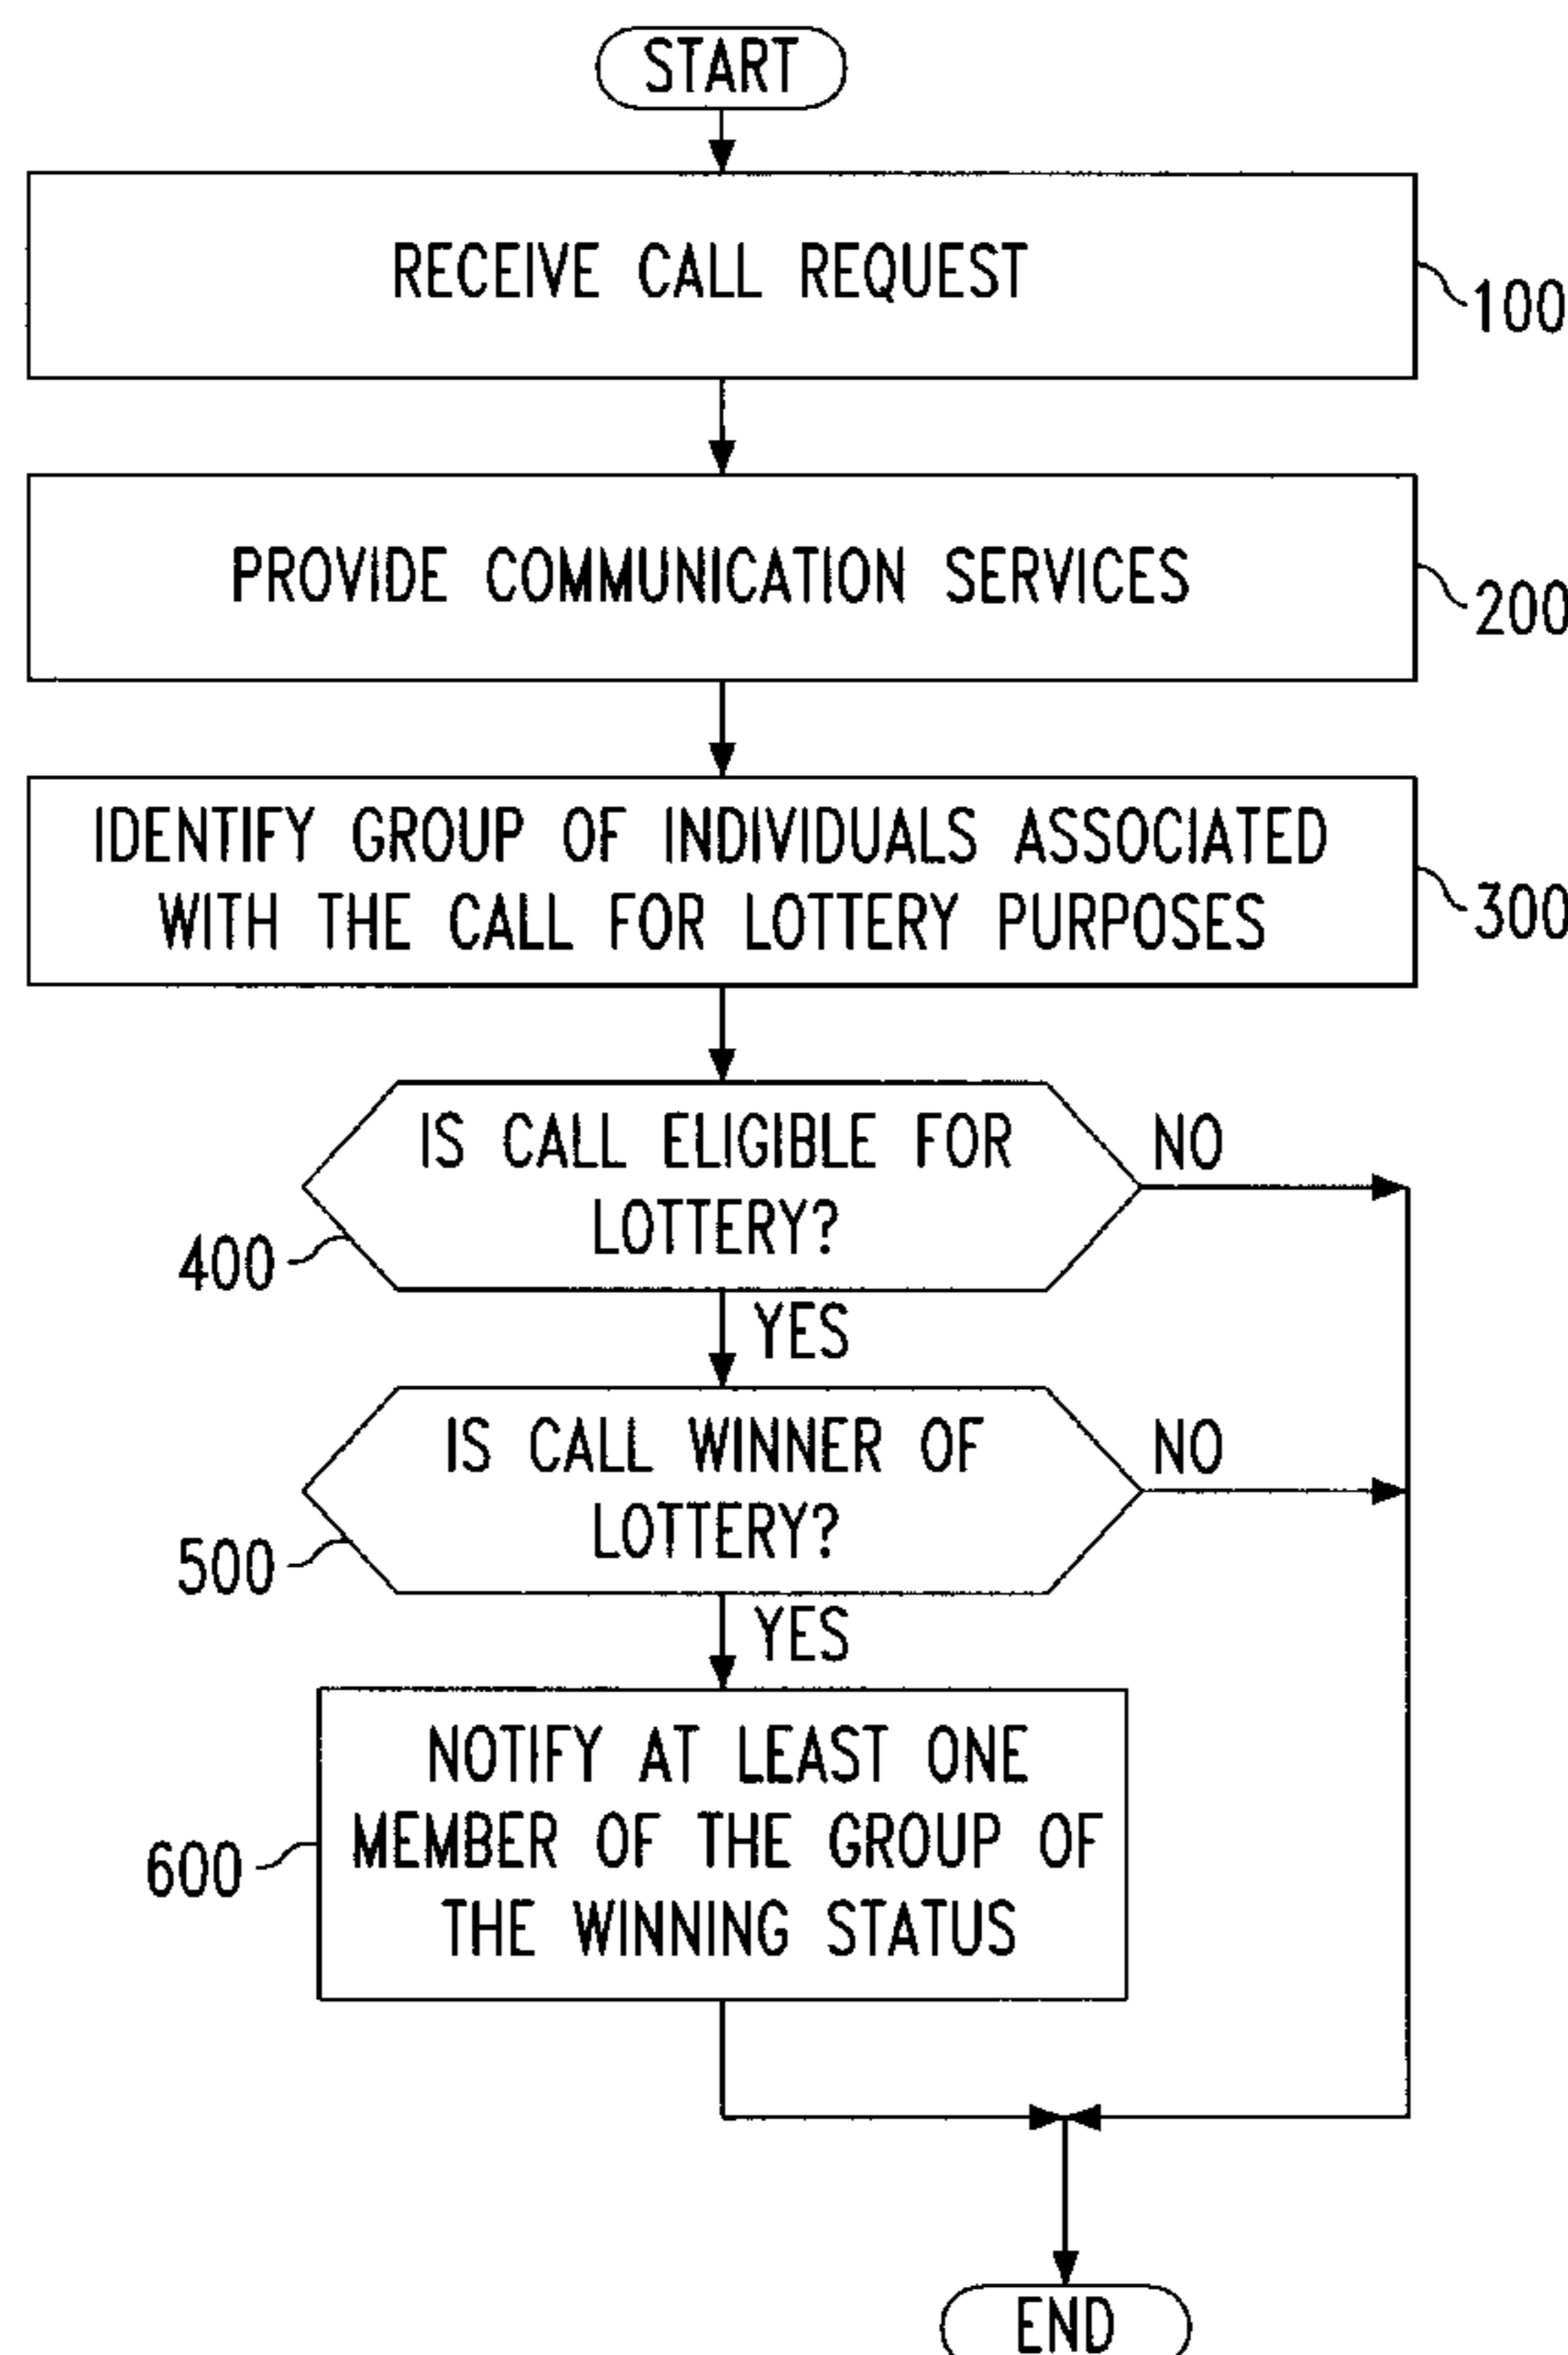 START
RECEIVE CALL REQUEST
100
PROVIDE COMMUNICATION SERVICES
200
IDENTIFY GROUP OF INDIVIDUALS ASSOCIATED
WITH THE CALL FOR LOTTERY PURPOSES
300
IS CALL ELIGIBLE FOR
LOTTERY?
NO
400
YES
IS CALL WINNER OF
LOTTERY?
NO
500
YES
NOTIFY AT LEAST ONE
MEMBER OF THE GROUP OF
THE WINNING STATUS
600
END